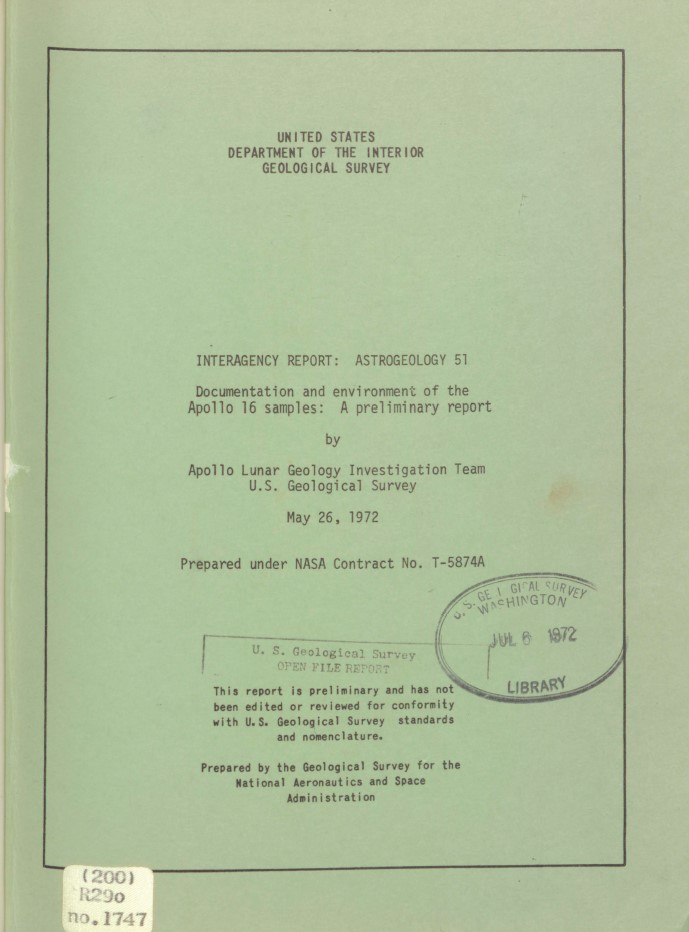 UNITED STATES
DEPARTMENT OF THE INTERIOR
GEOLOGICAL SURVEY
INTERAGENCY REPORT: ASTROGEOLOGY 51
Documentation and environment of the
Apollo 16 samples: A preliminary report
by
Apollo Lunar Geology Investigation Team
U.S. Geological Survey
May 26, 1972
Prepared under NASA Contract No. T-5874A
U. S. GE L GICAL SURVEY
WASHINGTON
JUL 6 1972
LIBRARY
U. S. Geological Survey
OPEN FILE REPORT
This report is preliminary and has not
been edited or reviewed for conformity
with U.S. Geological Survey standards
and nomenclature.
Prepared by the Geological Survey for the
National Aeronautics and Space
Administration
(200)
R29o
no.1747